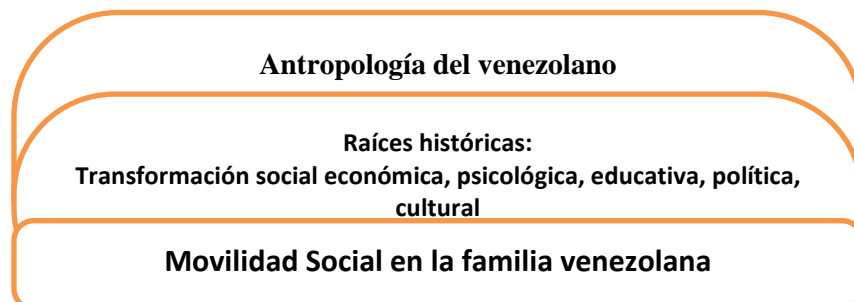 Antropología del venezolano
Raíces históricas:
Transformación social económica, psicológica, educativa, política,
cultural
Movilidad Social en la familia venezolana